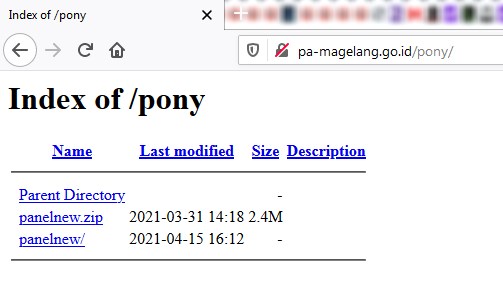 Index of /pony
pa-magelang.go.id/pony/
Index of /pony
Name Last modified Size Description
Parent Directory -
panelnew.zip 2021-03-31 14:18 2.4M
panelnew/ 2021-04-15 16:12 -